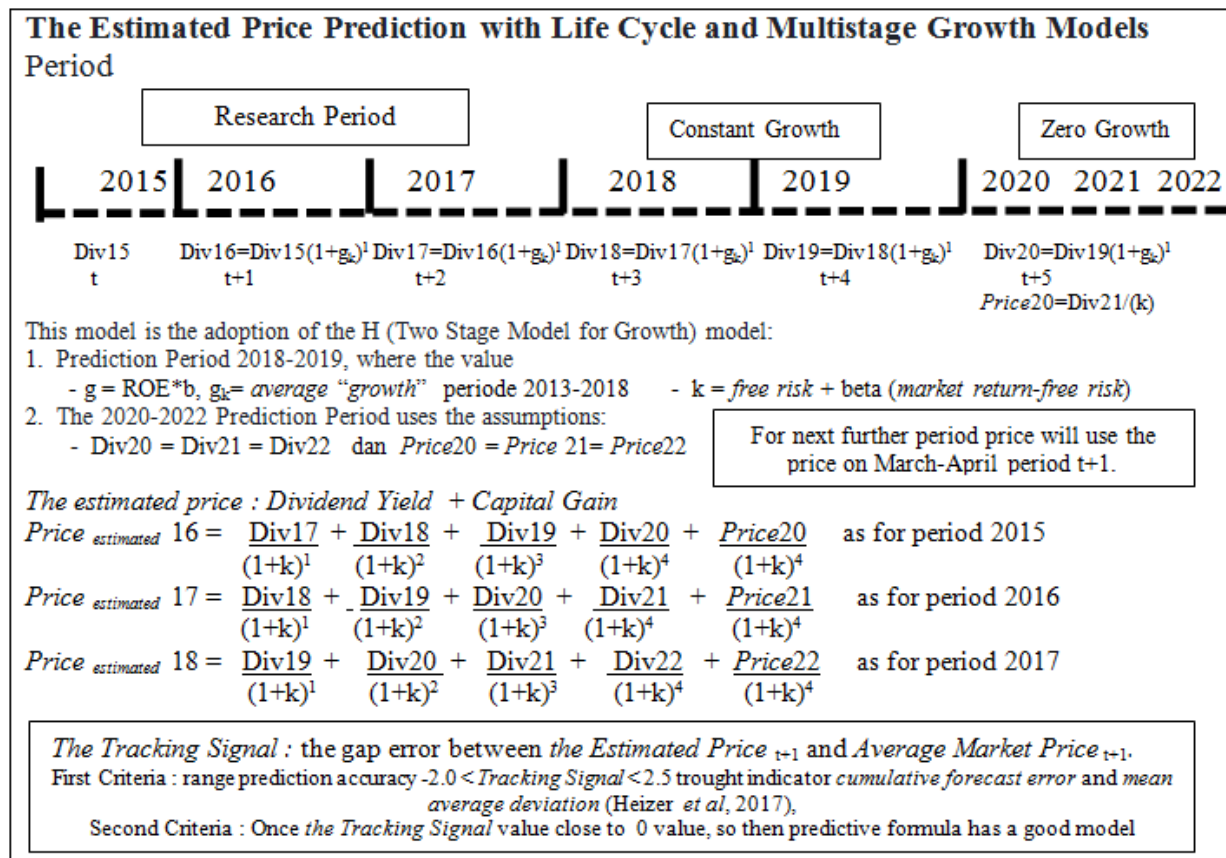 The Estimated Price Prediction with Life Cycle and Multistage Growth Models
Period
Research Period
Constant Growth
Zero Growth
2015 2016 2017 2018 2019 2020 2021 2022
Div15 Div16=Div15(1+gₖ)¹ Div17=Div16(1+gₖ)¹ Div18=Div17(1+gₖ)¹ Div19=Div18(1+gₖ)¹ Div20=Div19(1+gₖ)¹
t t+1 t+2 t+3 t+4 t+5
Price20=Div21/(k)
This model is the adoption of the H (Two Stage Model for Growth) model:
1. Prediction Period 2018-2019, where the value
- g = ROE*b, gₖ= average “growth” periode 2013-2018 - k = free risk + beta (market return-free risk)
2. The 2020-2022 Prediction Period uses the assumptions:
- Div20 = Div21 = Div22 dan Price20 = Price 21= Price22
For next further period price will use the
price on March-April period t+1.
The estimated price : Dividend Yield + Capital Gain
Price estimated 16 = Div17 + Div18 + Div19 + Div20 + Price20 as for period 2015
(1+k)¹ (1+k)² (1+k)³ (1+k)⁴ (1+k)⁴
Price estimated 17 = Div18 + Div19 + Div20 + Div21 + Price21 as for period 2016
(1+k)¹ (1+k)² (1+k)³ (1+k)⁴ (1+k)⁴
Price estimated 18 = Div19 + Div20 + Div21 + Div22 + Price22 as for period 2017
(1+k)¹ (1+k)² (1+k)³ (1+k)⁴ (1+k)⁴
The Tracking Signal : the gap error between the Estimated Price t+1 and Average Market Price t+1.
First Criteria : range prediction accuracy -2.0 < Tracking Signal < 2.5 trought indicator cumulative forecast error and mean
average deviation (Heizer et al, 2017),
Second Criteria : Once the Tracking Signal value close to 0 value, so then predictive formula has a good model